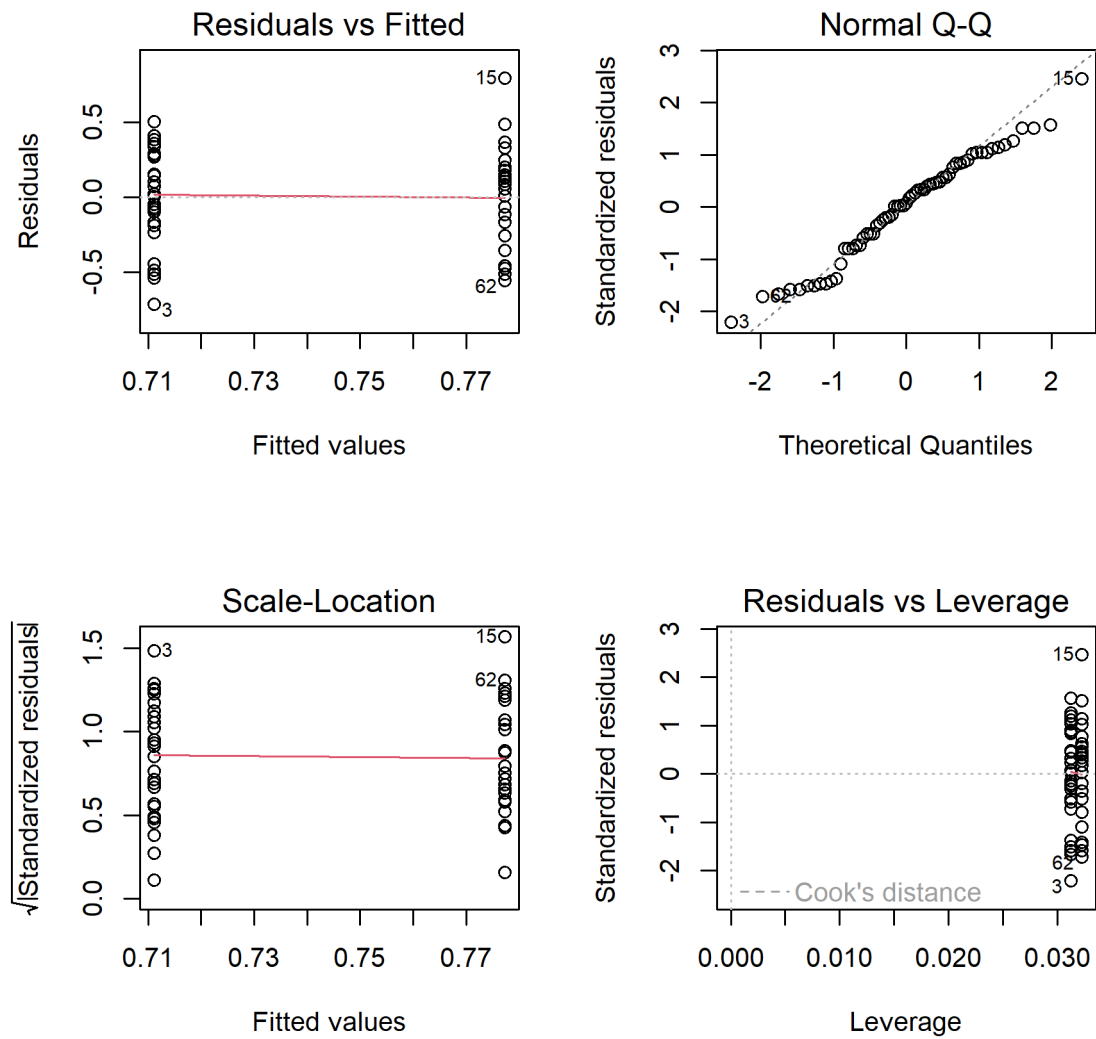 Residuals vs Fitted
Residuals
0.5
0.0
-0.5
15
62
3
0.71 0.73 0.75 0.77
Fitted values
Normal Q-Q
Standardized residuals
3
2
1
0
-1
-2
15
62
3
-2 -1 0 1 2
Theoretical Quantiles
Scale-Location
√|Standardized residuals|
1.5
1.0
0.5
0.0
3
15
62
0.71 0.73 0.75 0.77
Fitted values
Residuals vs Leverage
Standardized residuals
3
2
1
0
-1
-2
15
62
3
Cook's distance
0.000 0.010 0.020 0.030
Leverage